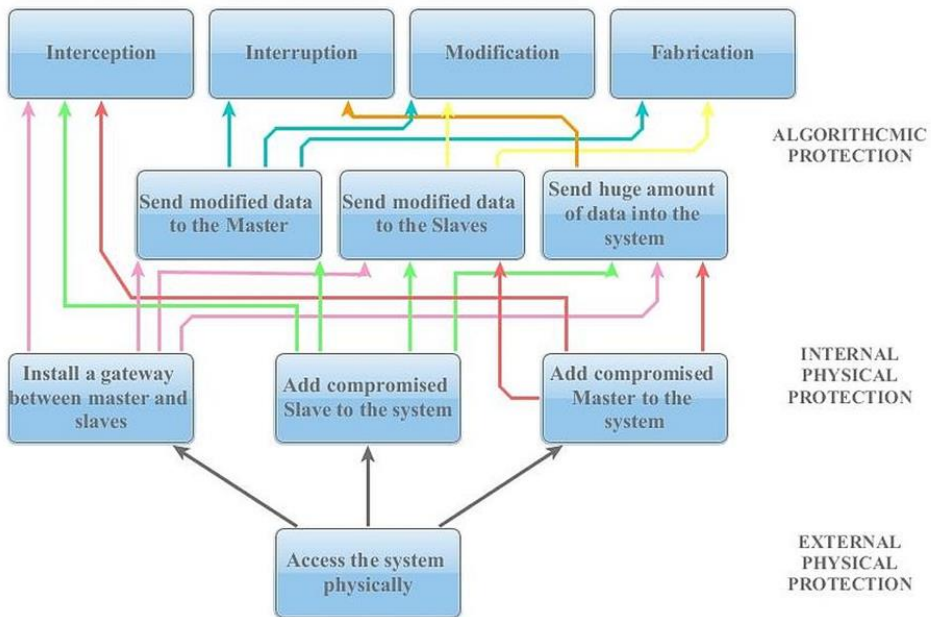 Interception
Interruption
Modification
Fabrication
ALGORITHCMIC
PROTECTION
Send modified data
to the Master
Send modified data
to the Slaves
Send huge amount
of data into the
system
Install a gateway
between master and
slaves
Add compromised
Slave to the system
Add compromised
Master to the
system
INTERNAL
PHYSICAL
PROTECTION
Access the system
physically
EXTERNAL
PHYSICAL
PROTECTION